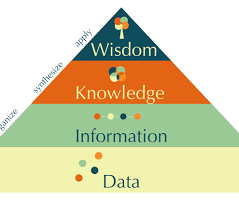 apply
Wisdom
synthesize
Knowledge
Information
Data